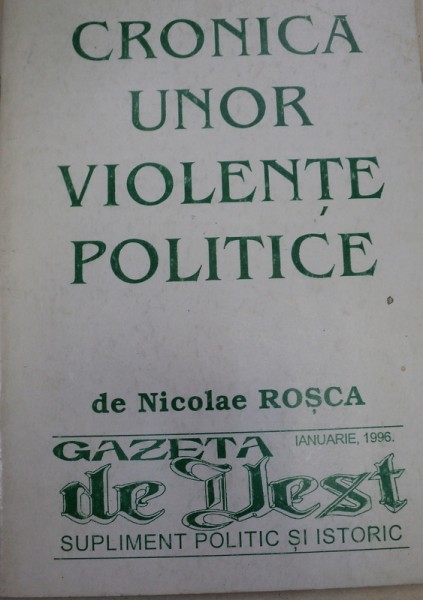 CRONICA
UNOR
VIOLENȚE
POLITICE
de Nicolae ROȘCA
GAZETA IANUARIE, 1996.
de Vest
SUPLIMENT POLITIC ȘI ISTORIC